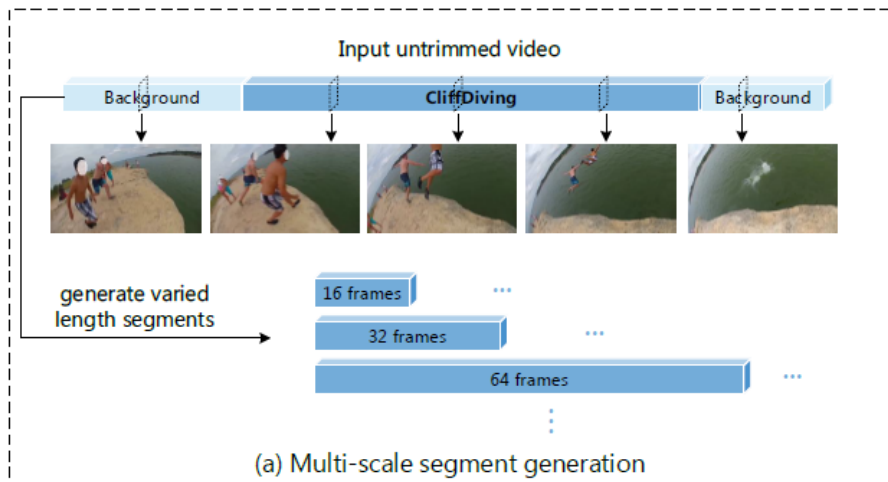 Input untrimmed video
Background CliffDiving Background
generate varied
length segments
16 frames ...
32 frames ...
64 frames ...
(a) Multi-scale segment generation